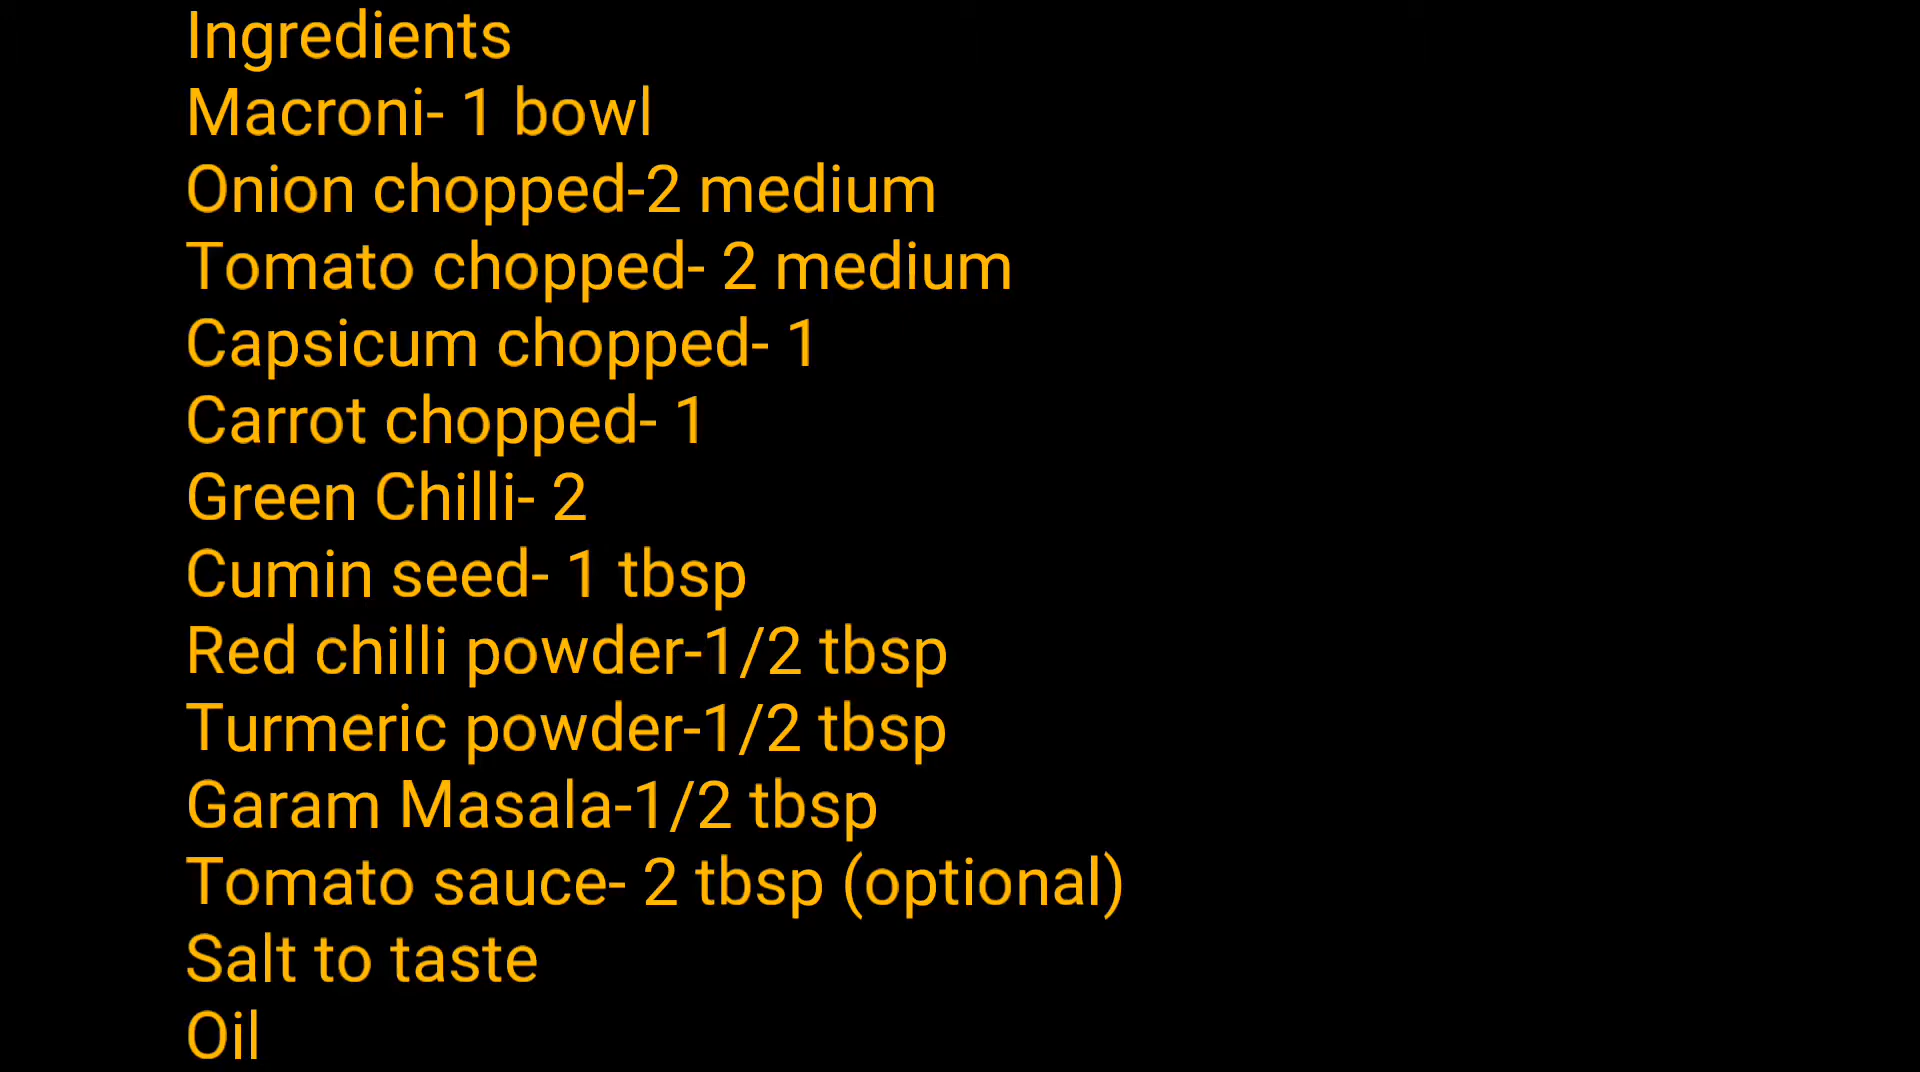 Ingredients
Macroni- 1 bowl
Onion chopped-2 medium
Tomato chopped- 2 medium
Capsicum chopped- 1
Carrot chopped- 1
Green Chilli- 2
Cumin seed- 1 tbsp
Red chilli powder-1/2 tbsp
Turmeric powder-1/2 tbsp
Garam Masala-1/2 tbsp
Tomato sauce- 2 tbsp (optional)
Salt to taste
Oil